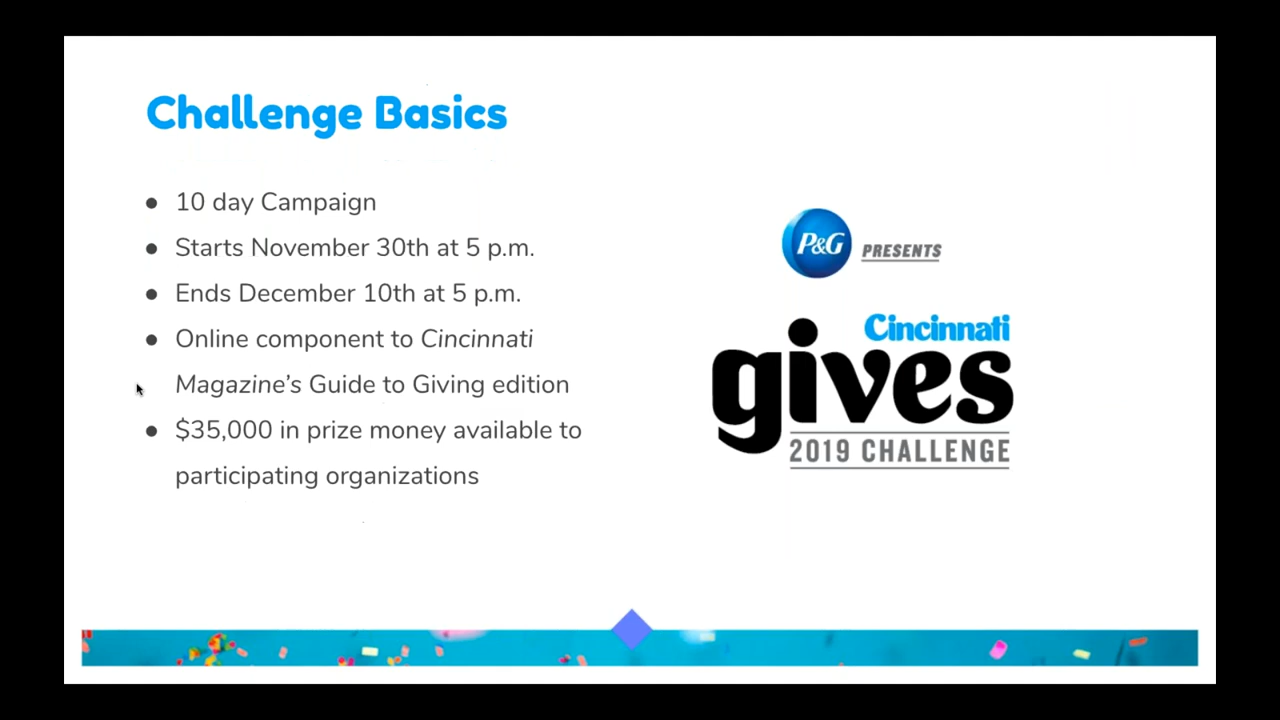 Challenge Basics
● 10 day Campaign
● Starts November 30th at 5 p.m.
● Ends December 10th at 5 p.m.
● Online component to Cincinnati
Magazine’s Guide to Giving edition
● $35,000 in prize money available to
participating organizations
P&G PRESENTS
Cincinnati
gives
2019 CHALLENGE